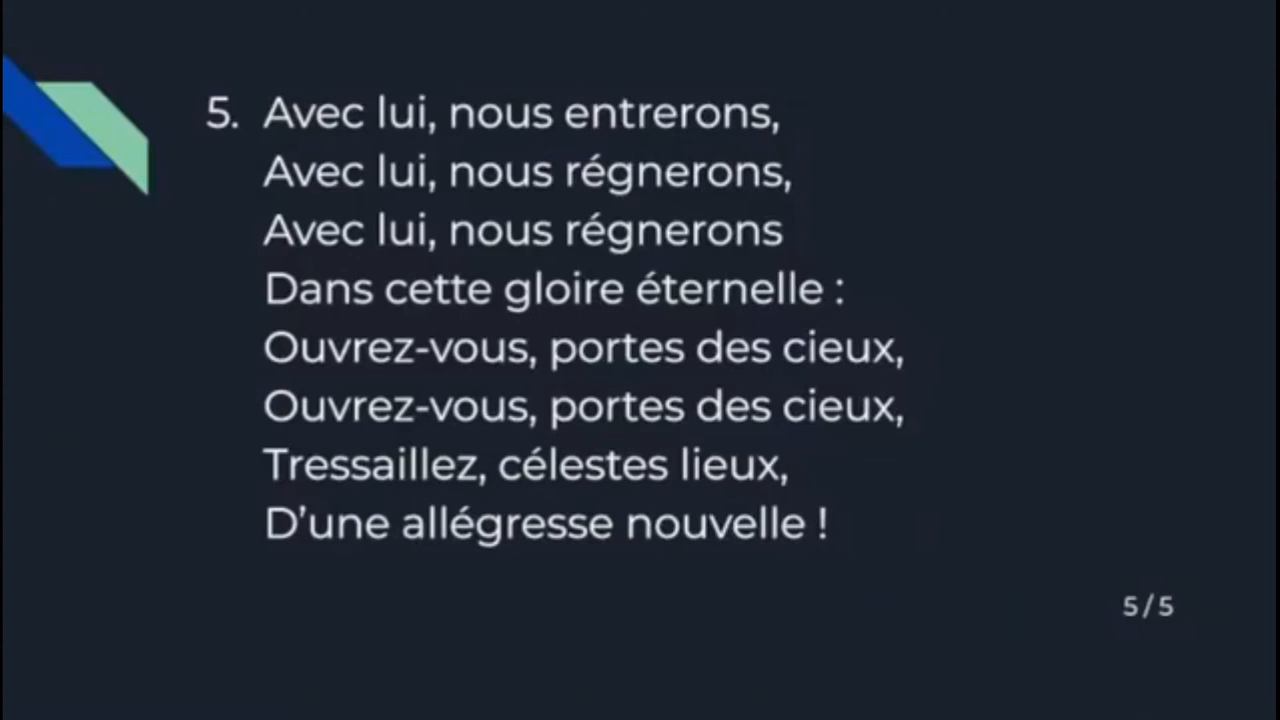 5. Avec lui, nous entrerons,
Avec lui, nous régnerons,
Avec lui, nous régnerons
Dans cette gloire éternelle :
Ouvrez-vous, portes des cieux,
Ouvrez-vous, portes des cieux,
Tressaillez, célestes lieux,
D’une allégresse nouvelle !
5 / 5